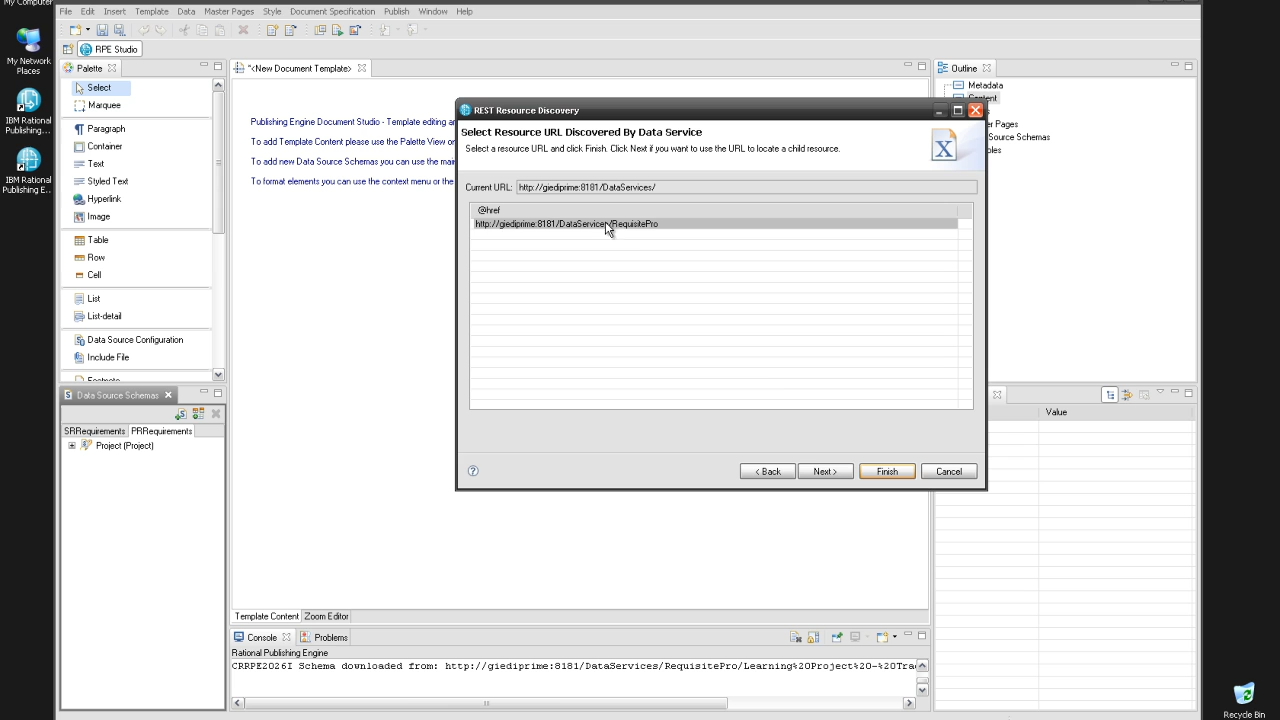 My Computer
My Network
Places
IBM Rational
Publishing...
IBM Rational
Publishing E...
Recycle Bin
File Edit Insert Template Data Master Pages Style Document Specification Publish Window Help
RPE Studio
Palette
Select
Marquee
Paragraph
Container
Text
Styled Text
Hyperlink
Image
Table
Row
Cell
List
List-detail
Data Source Configuration
Include File
Footnote
Data Source Schemas
SRRequirements PRRequirements
Project (Project)
*<New Document Template>
Publishing Engine Document Studio - Template editing
To add Template Content please use the Palette View
To add new Data Source Schemas you can use the
To format elements you can use the context menu or the
REST Resource Discovery
Select Resource URL Discovered By Data Service
Select a resource URL and click Finish. Click Next if you want to use the URL to locate a child resource.
Current URL: http://giediprime:8181/DataServices/
@href
http://giediprime:8181/DataServices/RequisitePro
< Back Next > Finish Cancel
Outline
Metadata
Content
Pages
Source Schemas
Value
Template Content Zoom Editor
Console Problems
Rational Publishing Engine
CRRPE2026I Schema downloaded from: http://giediprime:8181/DataServices/RequisitePro/Learning%20Project%20-%20Tra